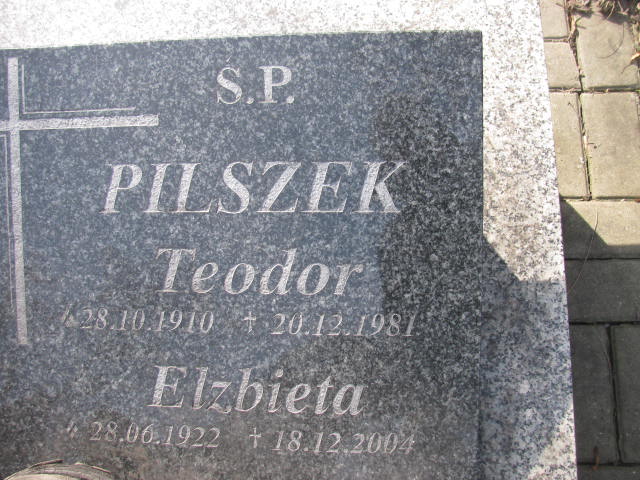 S.P.
PILSZEK
Teodor
* 28.10.1910 † 20.12.1981
Elzbieta
* 28.06.1922 † 18.12.2004